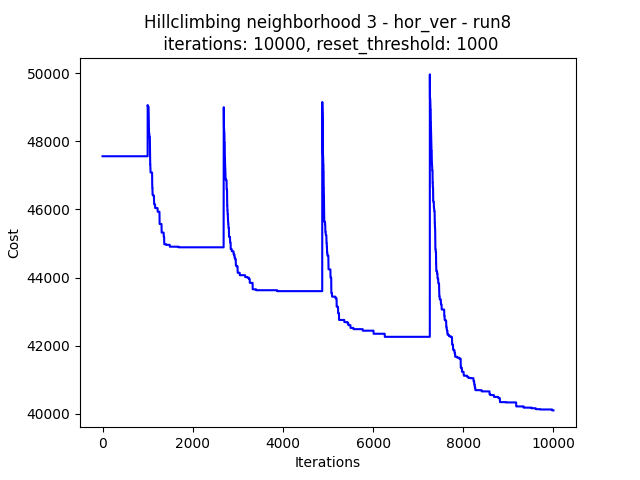 Hillclimbing neighborhood 3 - hor_ver - run8
iterations: 10000, reset_threshold: 1000
50000
48000
46000
44000
42000
40000
Cost
0 2000 4000 6000 8000 10000
Iterations